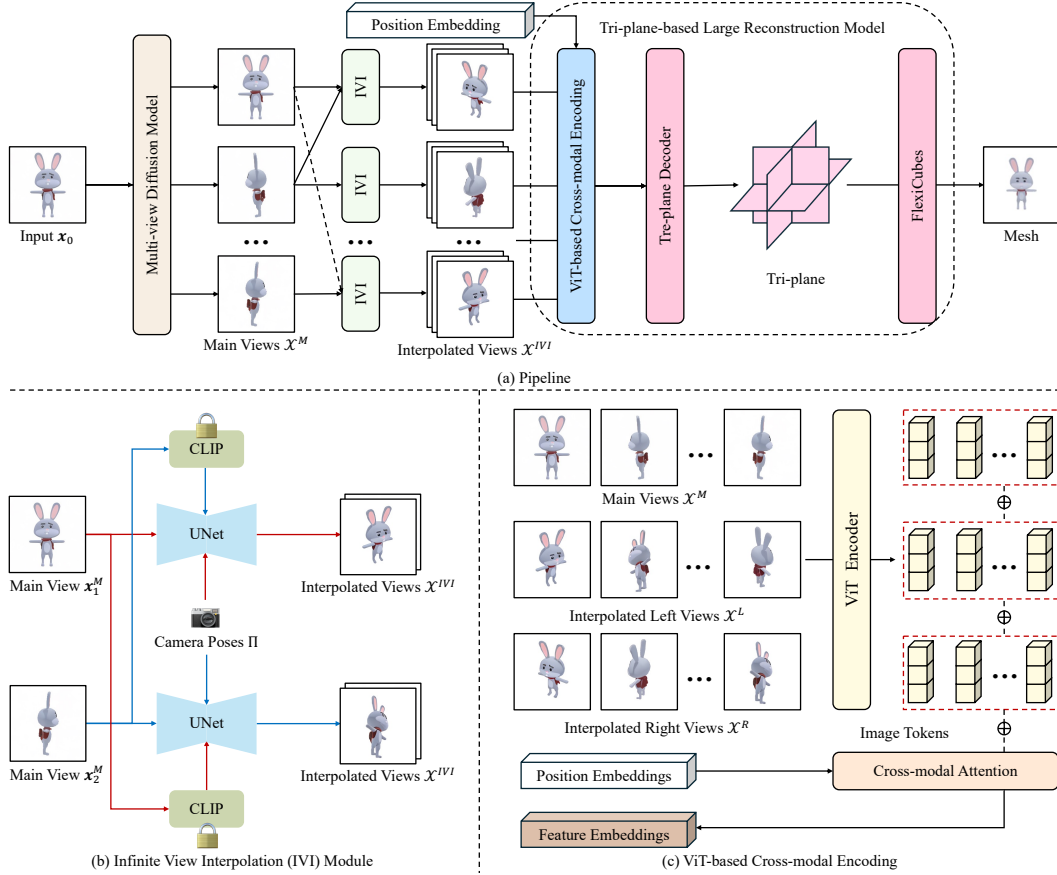 Position Embedding
Tri-plane-based Large Reconstruction Model
Multi-view Diffusion Model
IVI
IVI
IVI
ViT-based Cross-modal Encoding
Tre-plane Decoder
FlexiCubes
Input 𝒙₀
Tri-plane
Mesh
Main Views 𝒳ᴹ
Interpolated Views 𝒳ᴵⱽᴵ
(a) Pipeline
CLIP
UNet
Main View 𝒙₁ᴹ
Interpolated Views 𝒳ᴵⱽᴵ
Camera Poses Π
UNet
Main View 𝒙₂ᴹ
Interpolated Views 𝒳ᴵⱽᴵ
CLIP
(b) Infinite View Interpolation (IVI) Module
Main Views 𝒳ᴹ
Interpolated Left Views 𝒳ᴸ
Interpolated Right Views 𝒳ᴿ
ViT Encoder
Image Tokens
Position Embeddings
Cross-modal Attention
Feature Embeddings
(c) ViT-based Cross-modal Encoding